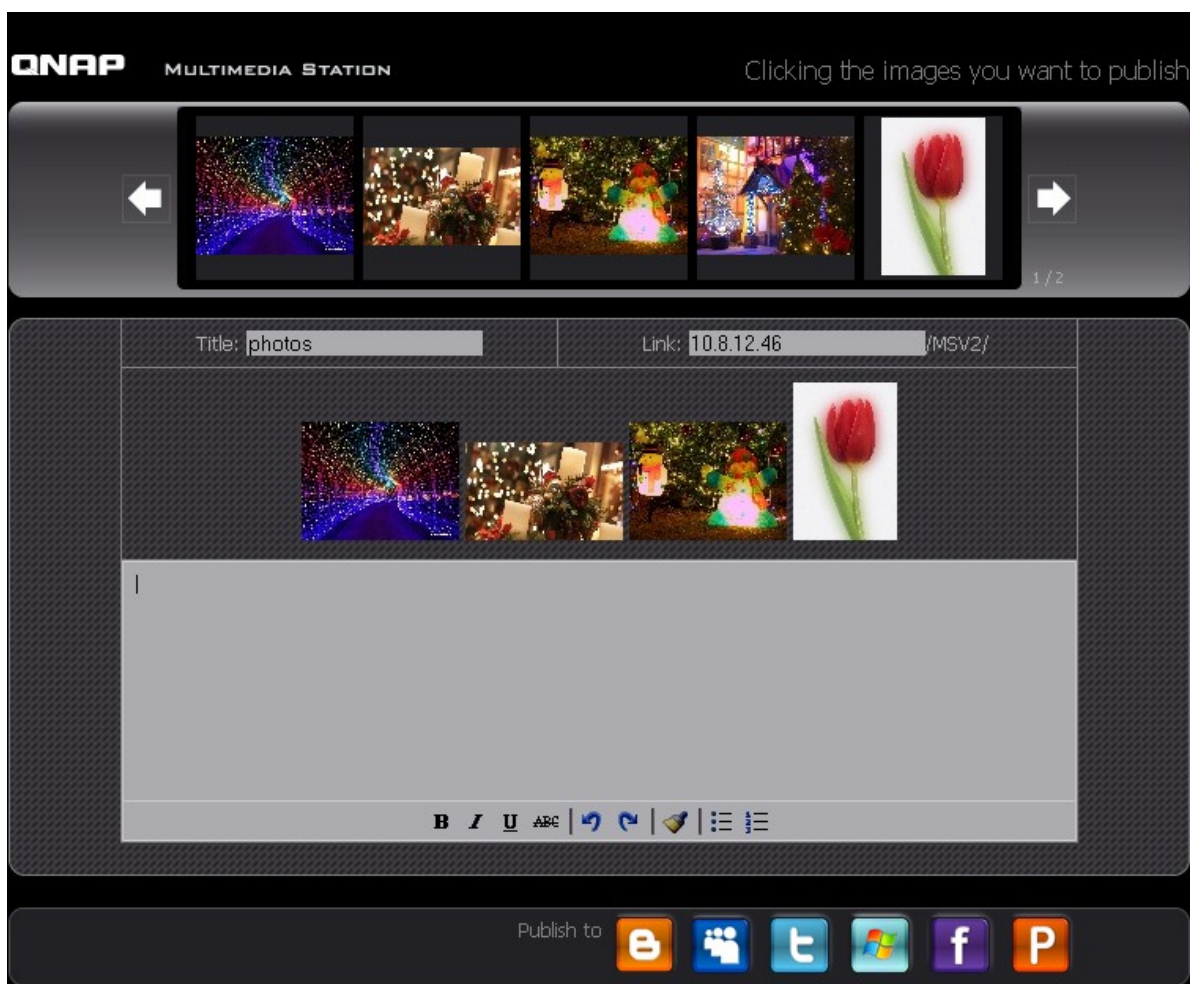 QNAP MULTIMEDIA STATION
Clicking the images you want to publish
1/2
Title: photos
Link: 10.8.12.46 /MSV2/
B I U ABC
Publish to